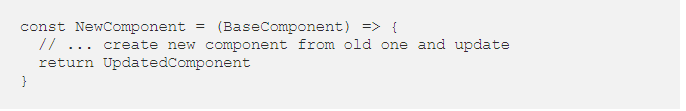 const NewComponent = (BaseComponent) => {
  // ... create new component from old one and update
  return UpdatedComponent
}